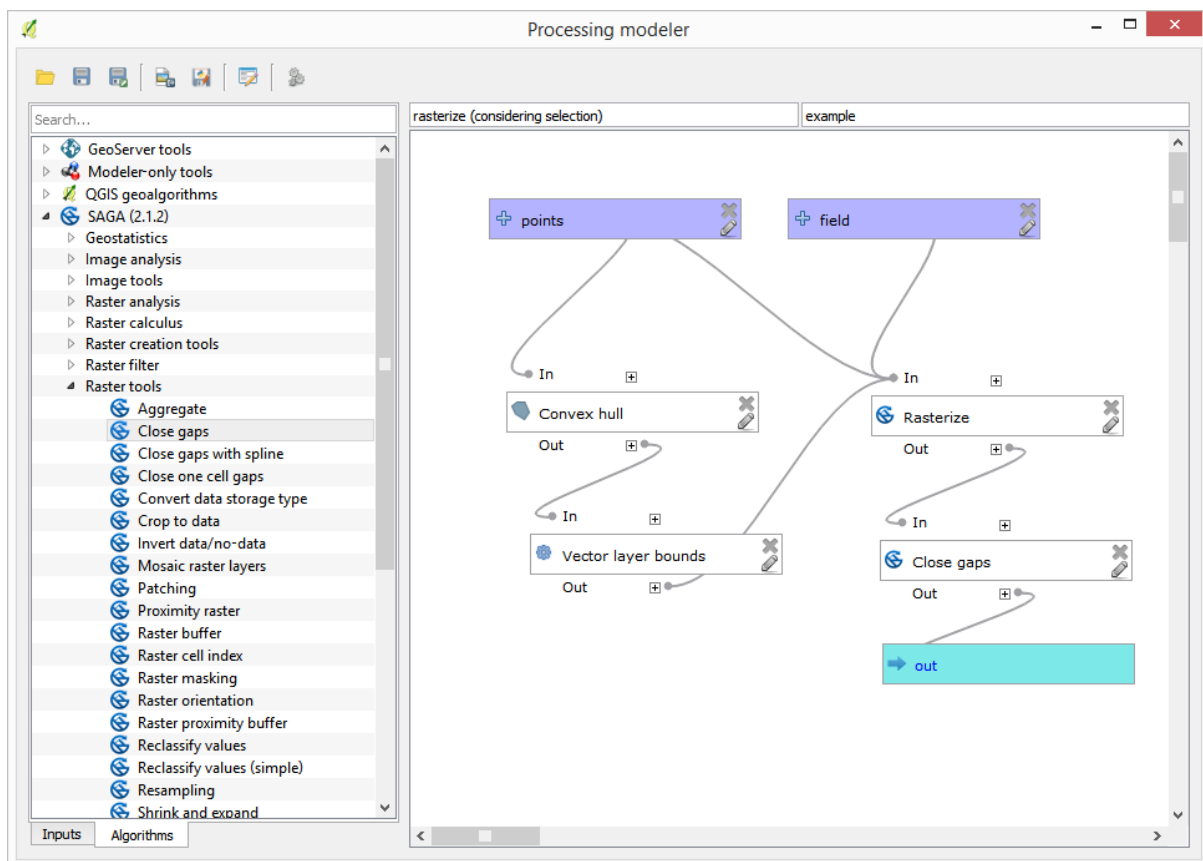 Processing modeler
Search...
rasterize (considering selection)
example
GeoServer tools
Modeler-only tools
QGIS geoalgorithms
SAGA (2.1.2)
Geostatistics
Image analysis
Image tools
Raster analysis
Raster calculus
Raster creation tools
Raster filter
Raster tools
Aggregate
Close gaps
Close gaps with spline
Close one cell gaps
Convert data storage type
Crop to data
Invert data/no-data
Mosaic raster layers
Patching
Proximity raster
Raster buffer
Raster cell index
Raster masking
Raster orientation
Raster proximity buffer
Reclassify values
Reclassify values (simple)
Resampling
Shrink and expand
Inputs
Algorithms
points
field
In
Convex hull
Out
In
Rasterize
Out
In
Vector layer bounds
Out
In
Close gaps
Out
out